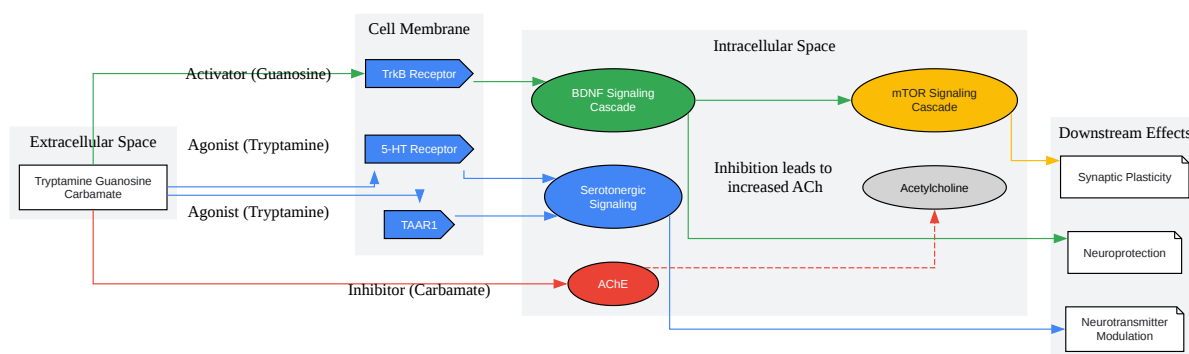 Cell Membrane
Intracellular Space
Activator (Guanosine)
TrkB Receptor
BDNF Signaling
Cascade
mTOR Signaling
Cascade
Extracellular Space
Agonist (Tryptamine)
5-HT Receptor
Downstream Effects
Tryptamine Guanosine
Carbamate
Inhibition leads to
increased ACh
Synaptic Plasticity
Serotonergic
Signaling
Acetylcholine
Agonist (Tryptamine)
TAAR1
Neuroprotection
Inhibitor (Carbamate)
AChE
Neurotransmitter
Modulation